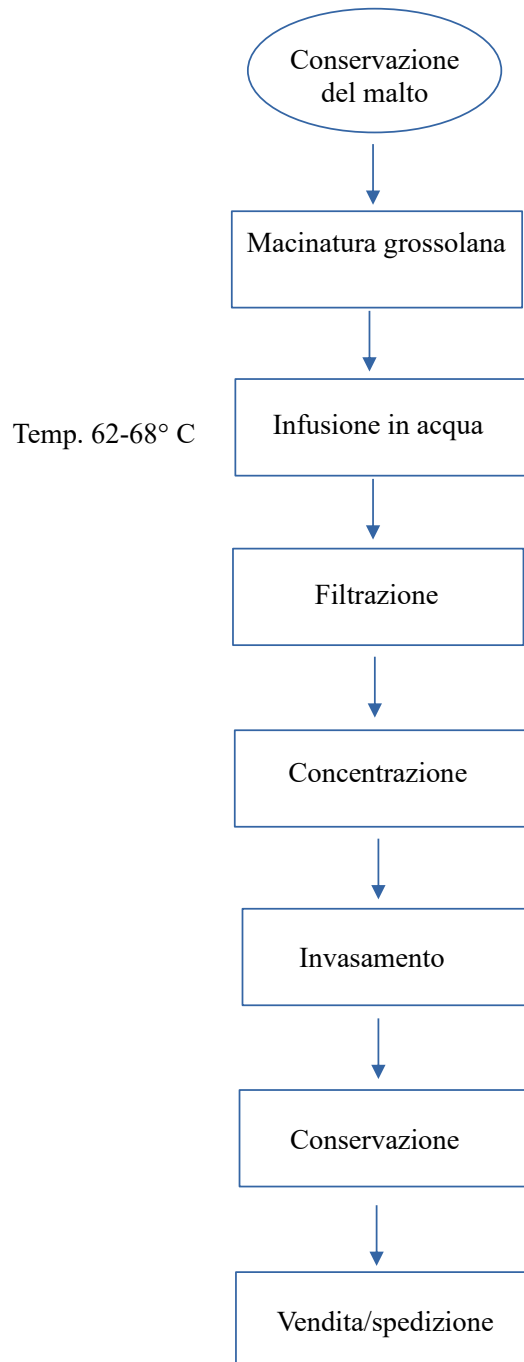 Conservazione
del malto
Macinatura grossolana
Temp. 62-68° C
Infusione in acqua
Filtrazione
Concentrazione
Invasamento
Conservazione
Vendita/spedizione